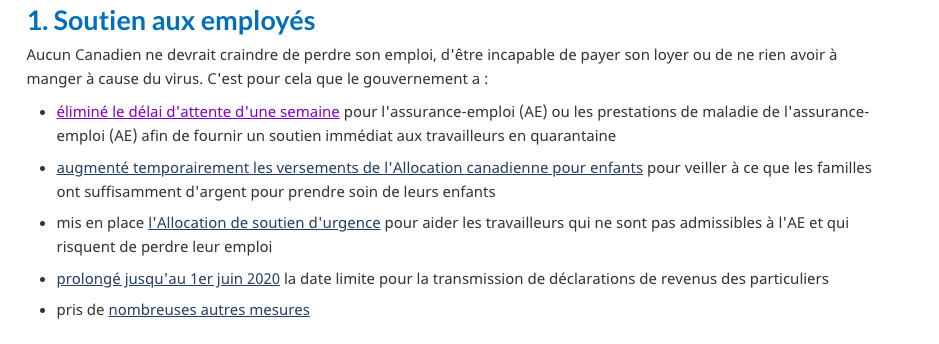 1. Soutien aux employés
Aucun Canadien ne devrait craindre de perdre son emploi, d'être incapable de payer son loyer ou de ne rien avoir à
manger à cause du virus. C'est pour cela que le gouvernement a :
• éliminé le délai d'attente d'une semaine pour l'assurance-emploi (AE) ou les prestations de maladie de l'assurance-
emploi (AE) afin de fournir un soutien immédiat aux travailleurs en quarantaine
• augmenté temporairement les versements de l'Allocation canadienne pour enfants pour veiller à ce que les familles
ont suffisamment d'argent pour prendre soin de leurs enfants
• mis en place l'Allocation de soutien d'urgence pour aider les travailleurs qui ne sont pas admissibles à l'AE et qui
risquent de perdre leur emploi
• prolongé jusqu'au 1er juin 2020 la date limite pour la transmission de déclarations de revenus des particuliers
• pris de nombreuses autres mesures